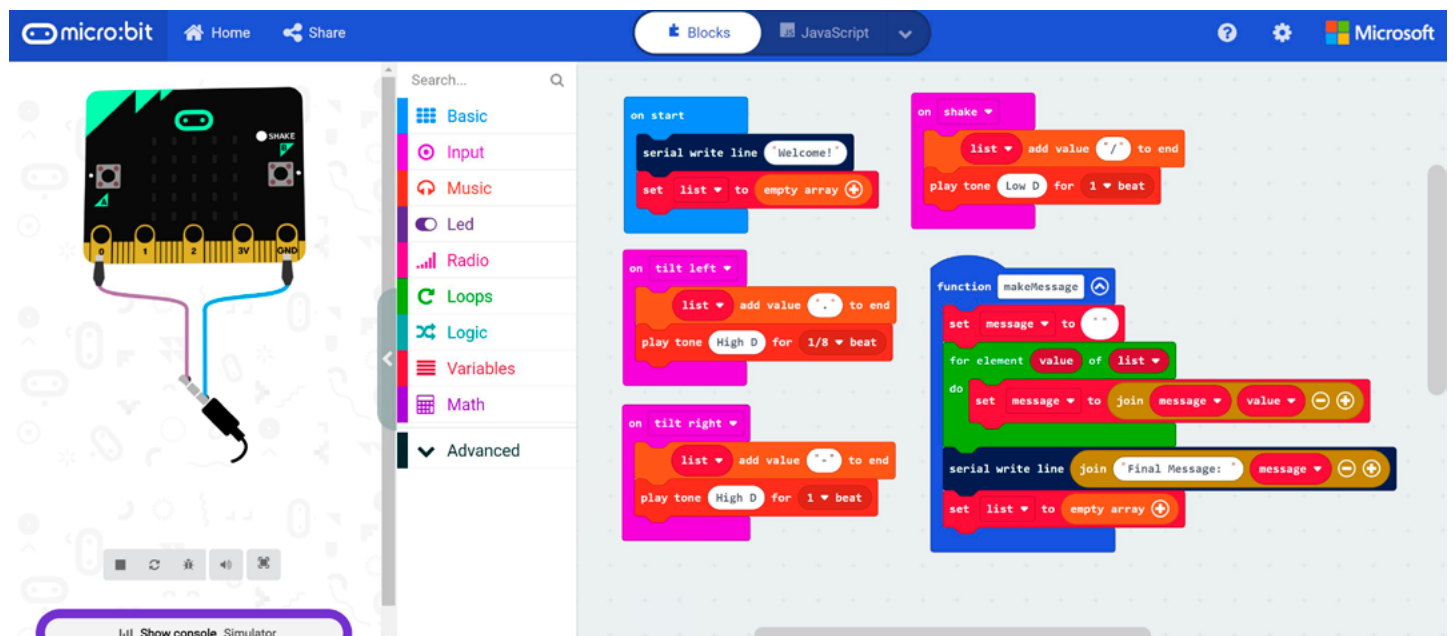 micro:bit Home Share Blocks JavaScript ? Microsoft
SHAKE
B
A
0 1 2 3V GND
Show console Simulator
Search...
Basic
Input
Music
Led
Radio
Loops
Logic
Variables
Math
Advanced
on start
serial write line "Welcome!"
set list to empty array
on shake
list add value "/" to end
play tone Low D for 1 beat
on tilt left
list add value "." to end
play tone High D for 1/8 beat
on tilt right
list add value "-" to end
play tone High D for 1 beat
function makeMessage
set message to " "
for element value of list
do
set message to join message value
serial write line join "Final Message: " message
set list to empty array